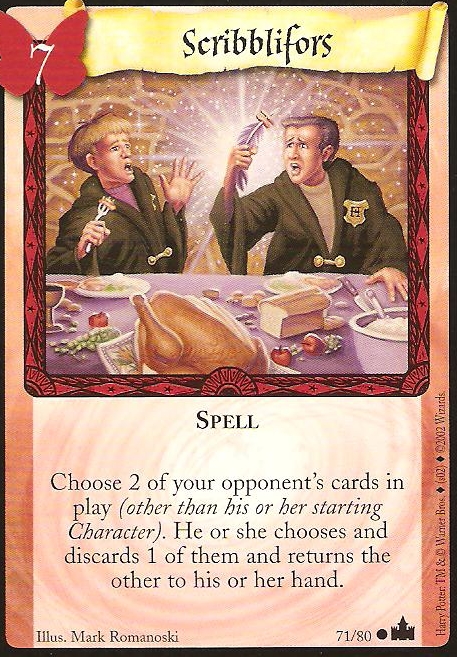 7
Scribblifors
H
SPELL
Choose 2 of your opponent's cards in
play (other than his or her starting
Character). He or she chooses and
discards 1 of them and returns the
other to his or her hand.
Illus. Mark Romanoski
71/80
Harry Potter TM & © Warner Bros. ◆ (s02) ◆ ©2002 Wizards.